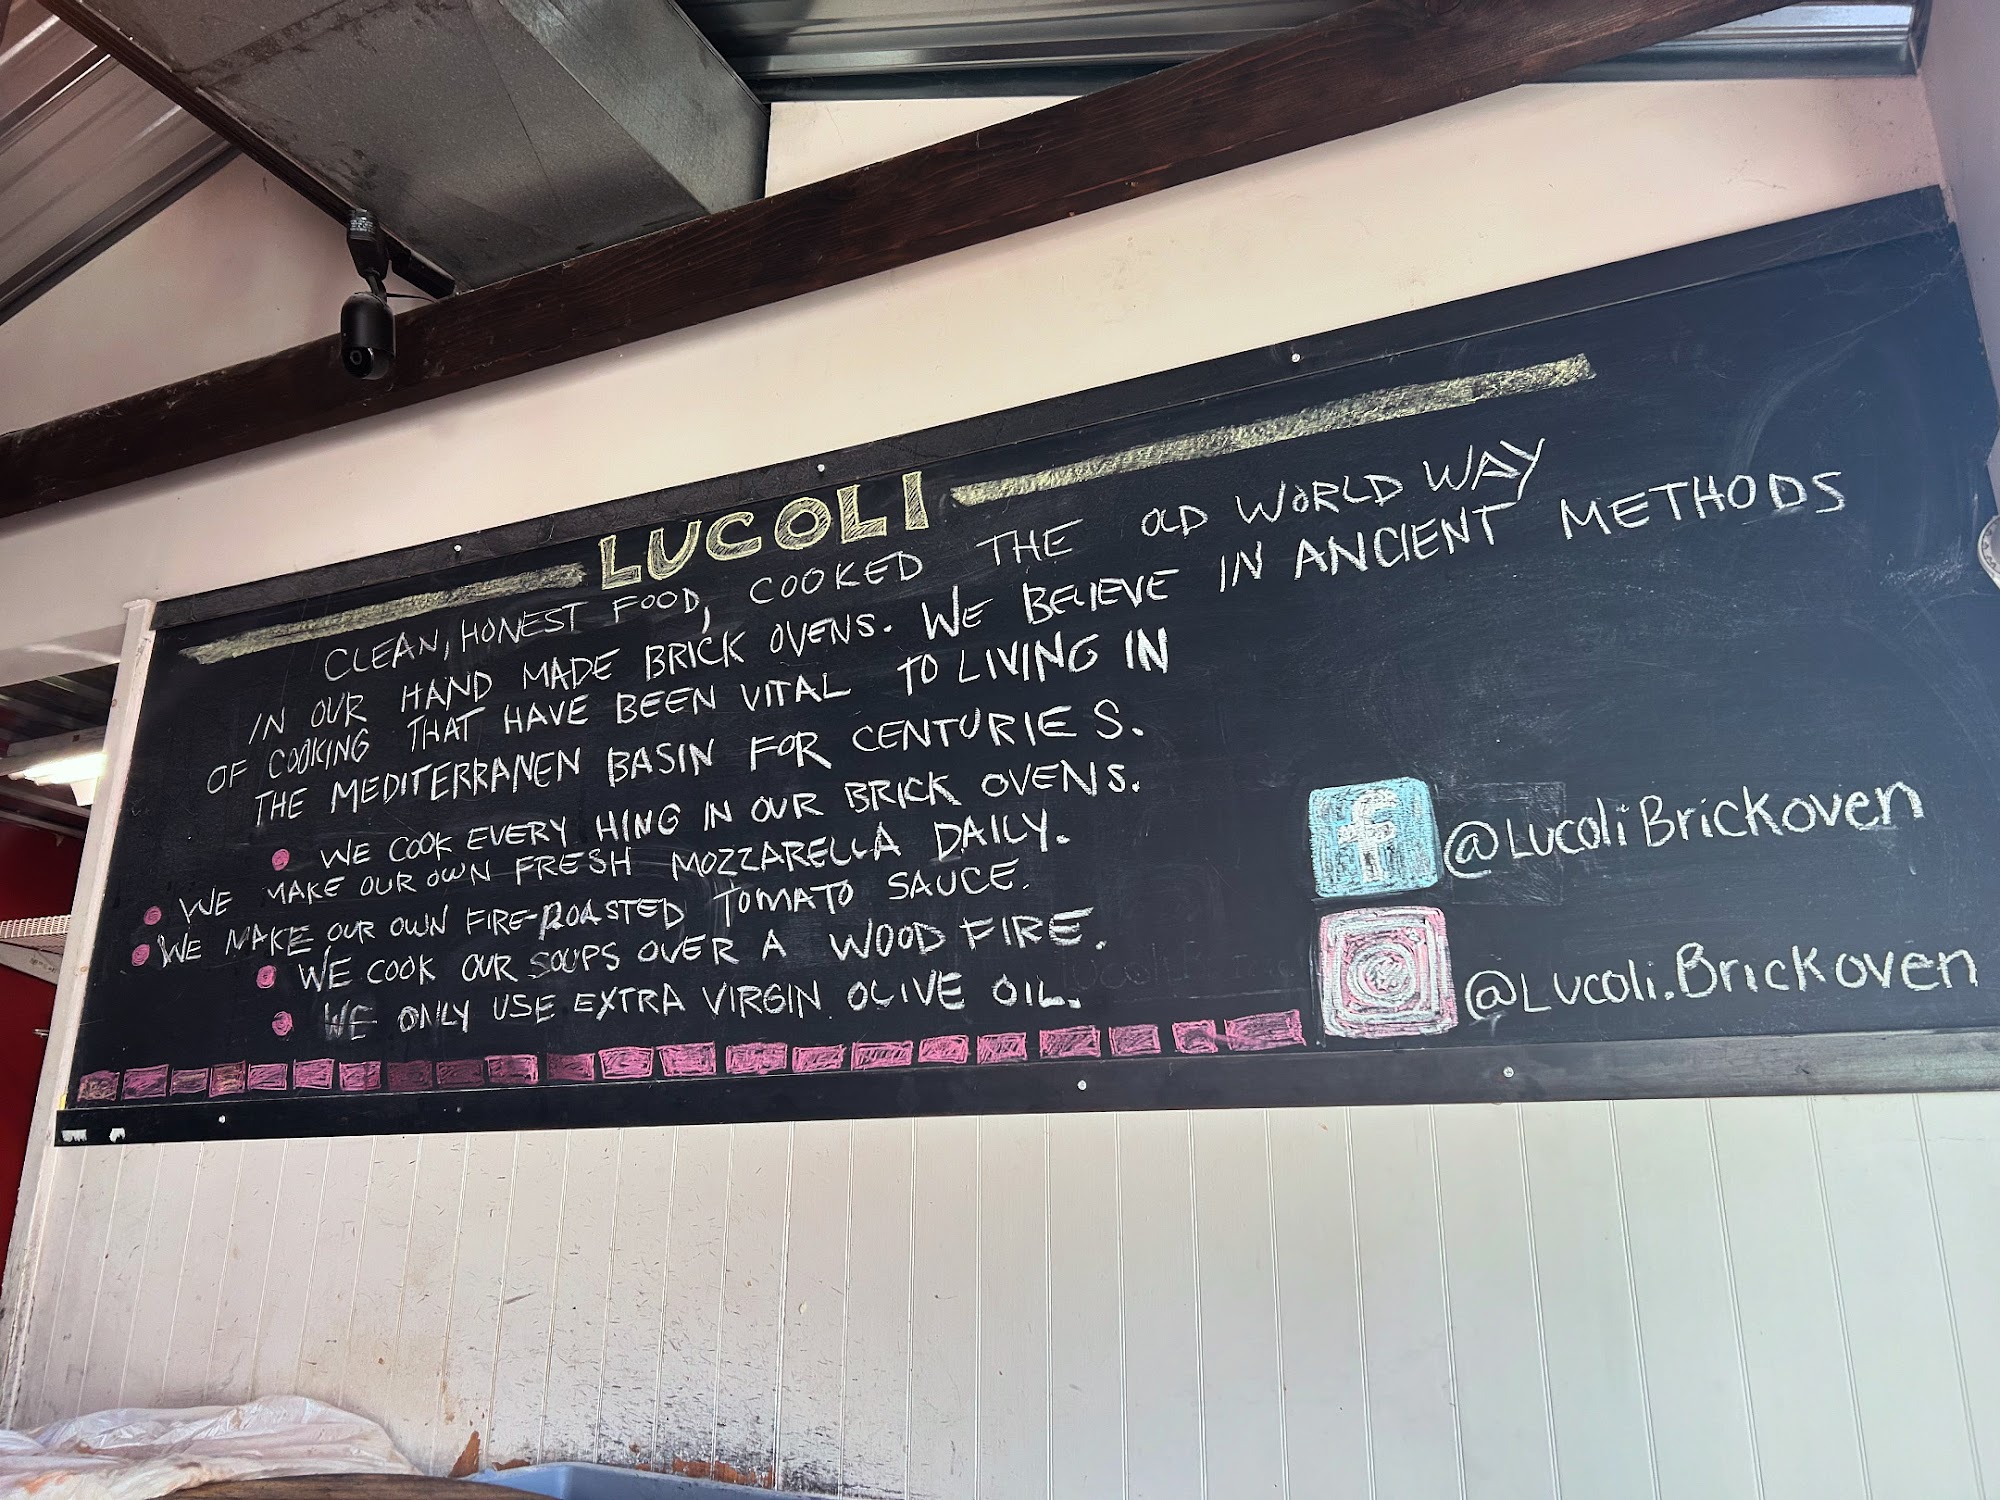 LUCOLI
CLEAN, HONEST FOOD, COOKED THE OLD WORLD WAY
IN OUR HAND MADE BRICK OVENS. WE BELIEVE IN ANCIENT METHODS
OF COOKING THAT HAVE BEEN VITAL TO LIVING IN
THE MEDITERRANEN BASIN FOR CENTURIES.
WE COOK EVERY HING IN OUR BRICK OVENS.
WE MAKE OUR OWN FRESH MOZZARELLA DAILY.
WE MAKE OUR OWN FIRE-ROASTED TOMATO SAUCE.
WE COOK OUR SOUPS OVER A WOOD FIRE.
WE ONLY USE EXTRA VIRGIN OLIVE OIL.
f @LucoliBrickoven
@Lucoli.Brickoven